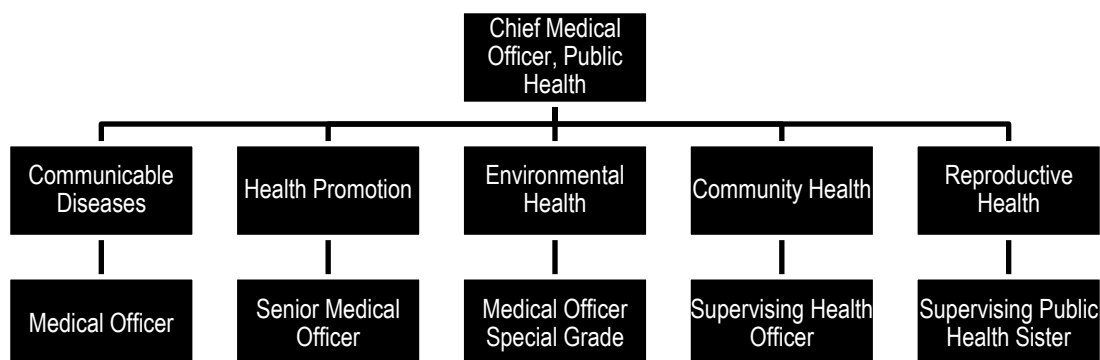 Chief Medical
Officer, Public
Health
Communicable
Diseases
Health Promotion
Environmental
Health
Community Health
Reproductive
Health
Medical Officer
Senior Medical
Officer
Medical Officer
Special Grade
Supervising Health
Officer
Supervising Public
Health Sister